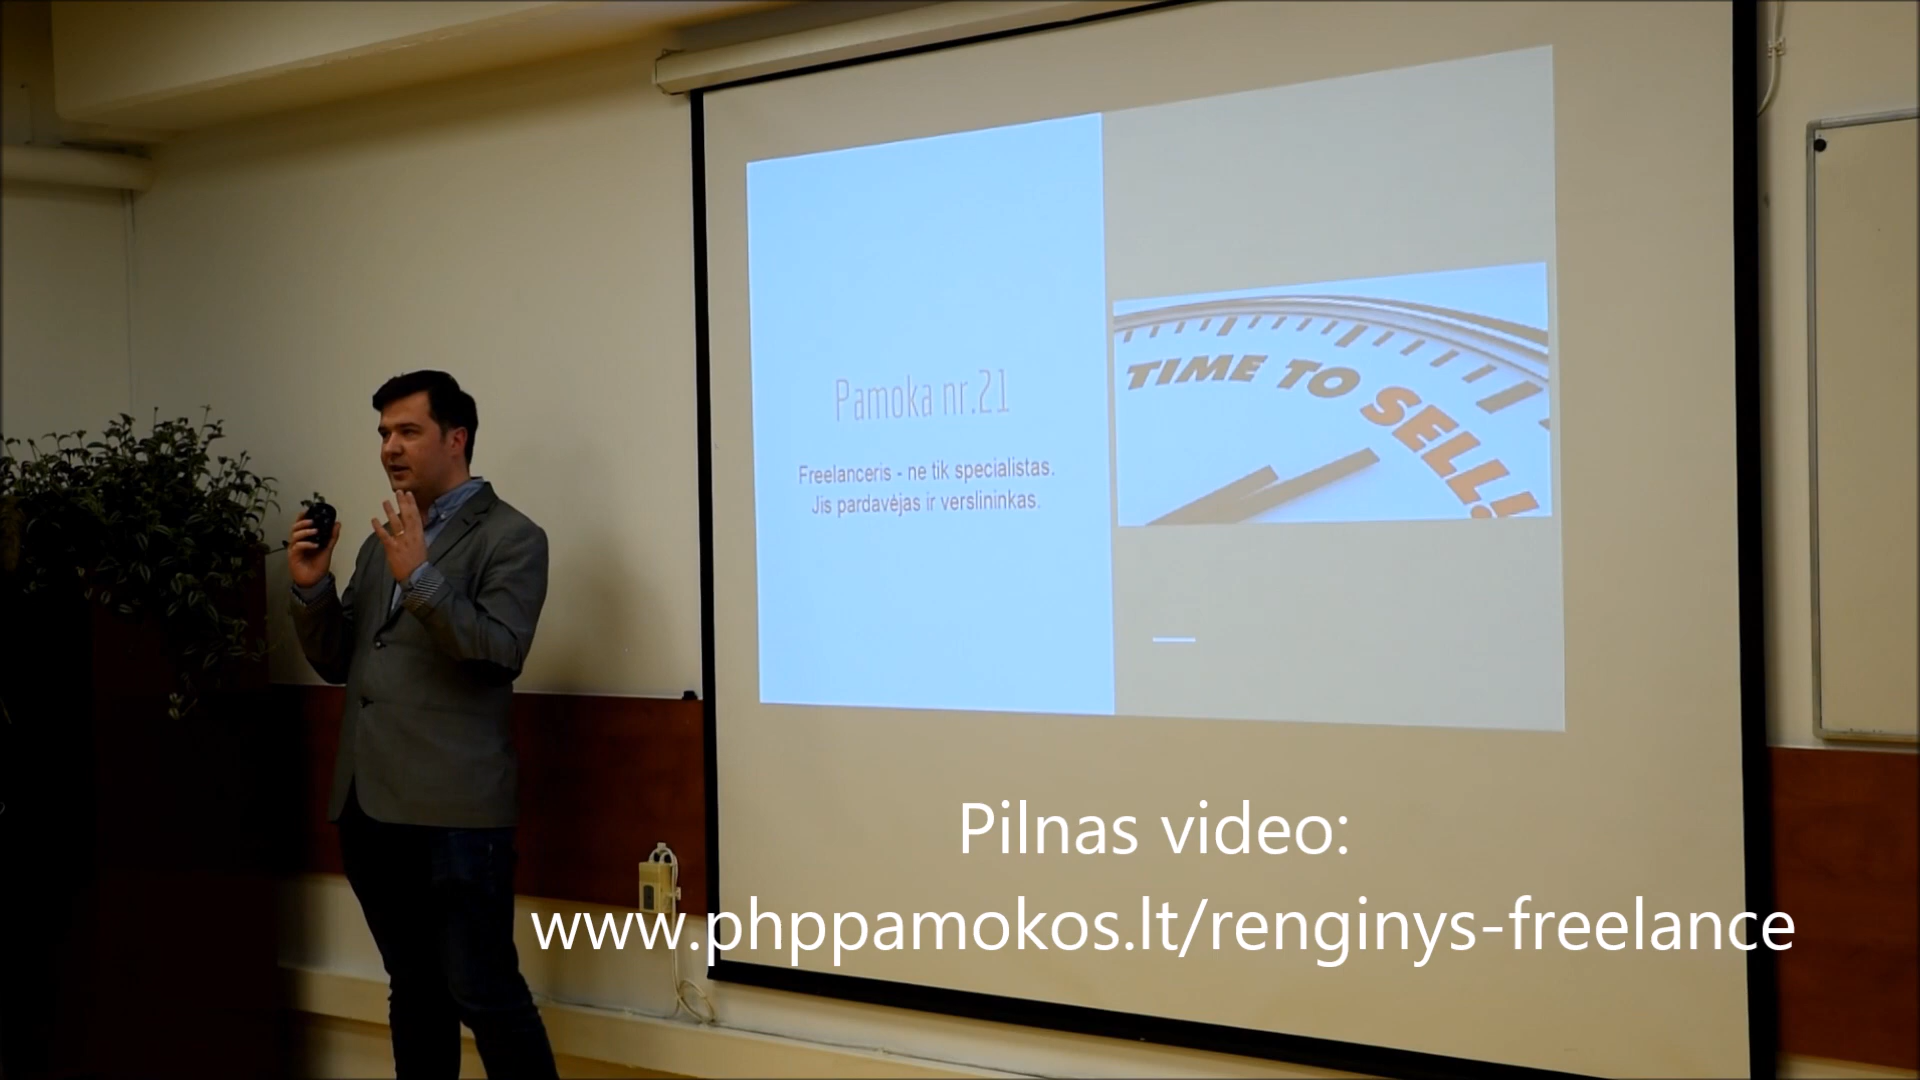 Pamoka nr.21
Freelanceris - ne tik specialistas.
Jis pardavėjas ir verslininkas.
TIME TO SELL!
Pilnas video:
www.phppamokos.lt/renginys-freelance